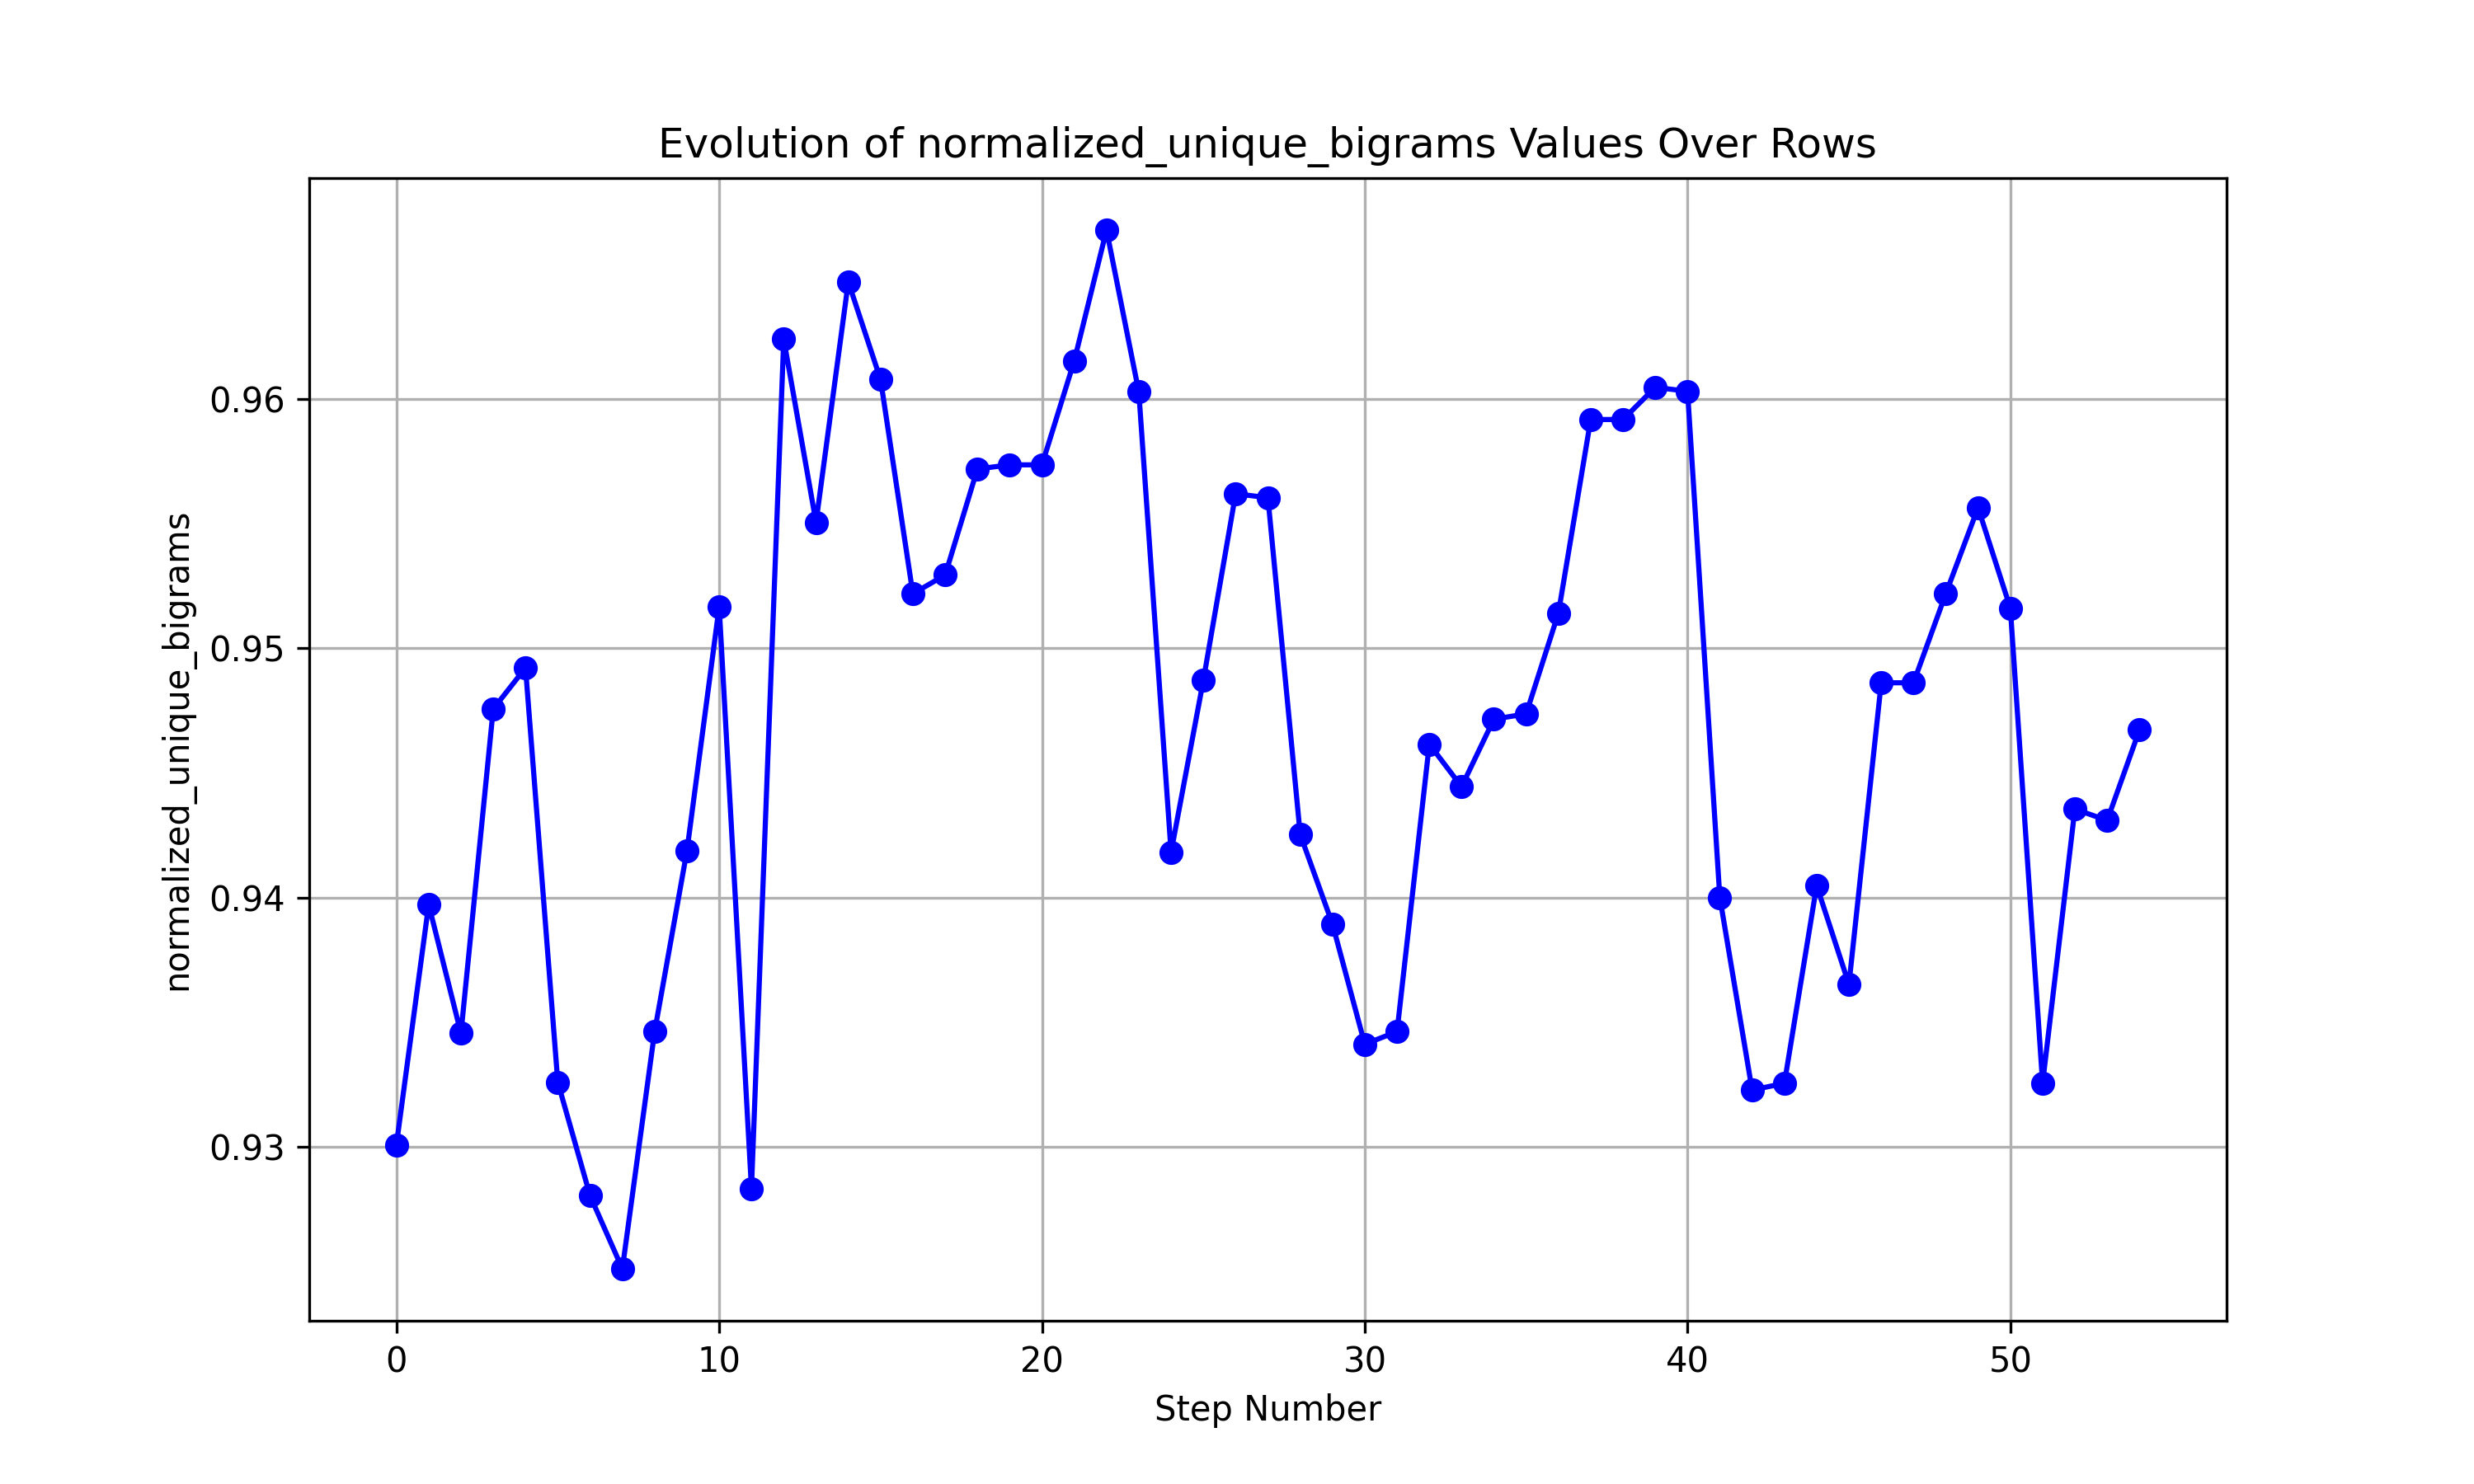 Evolution of normalized_unique_bigrams Values Over Rows
normalized_unique_bigrams
0.96
0.95
0.94
0.93
0 10 20 30 40 50
Step Number